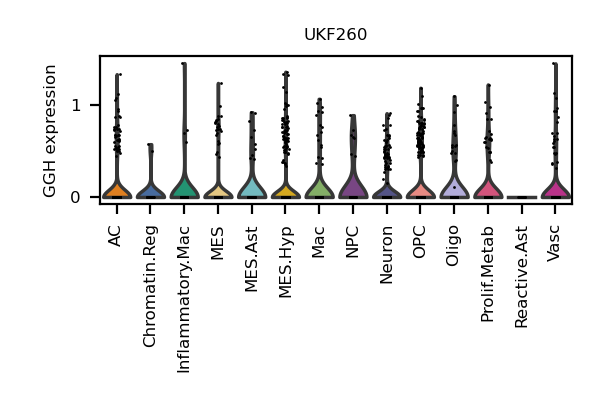 UKF260
GGH expression
1
0
AC
Chromatin.Reg
Inflammatory.Mac
MES
MES.Ast
MES.Hyp
Mac
NPC
Neuron
OPC
Oligo
Prolif.Metab
Reactive.Ast
Vasc